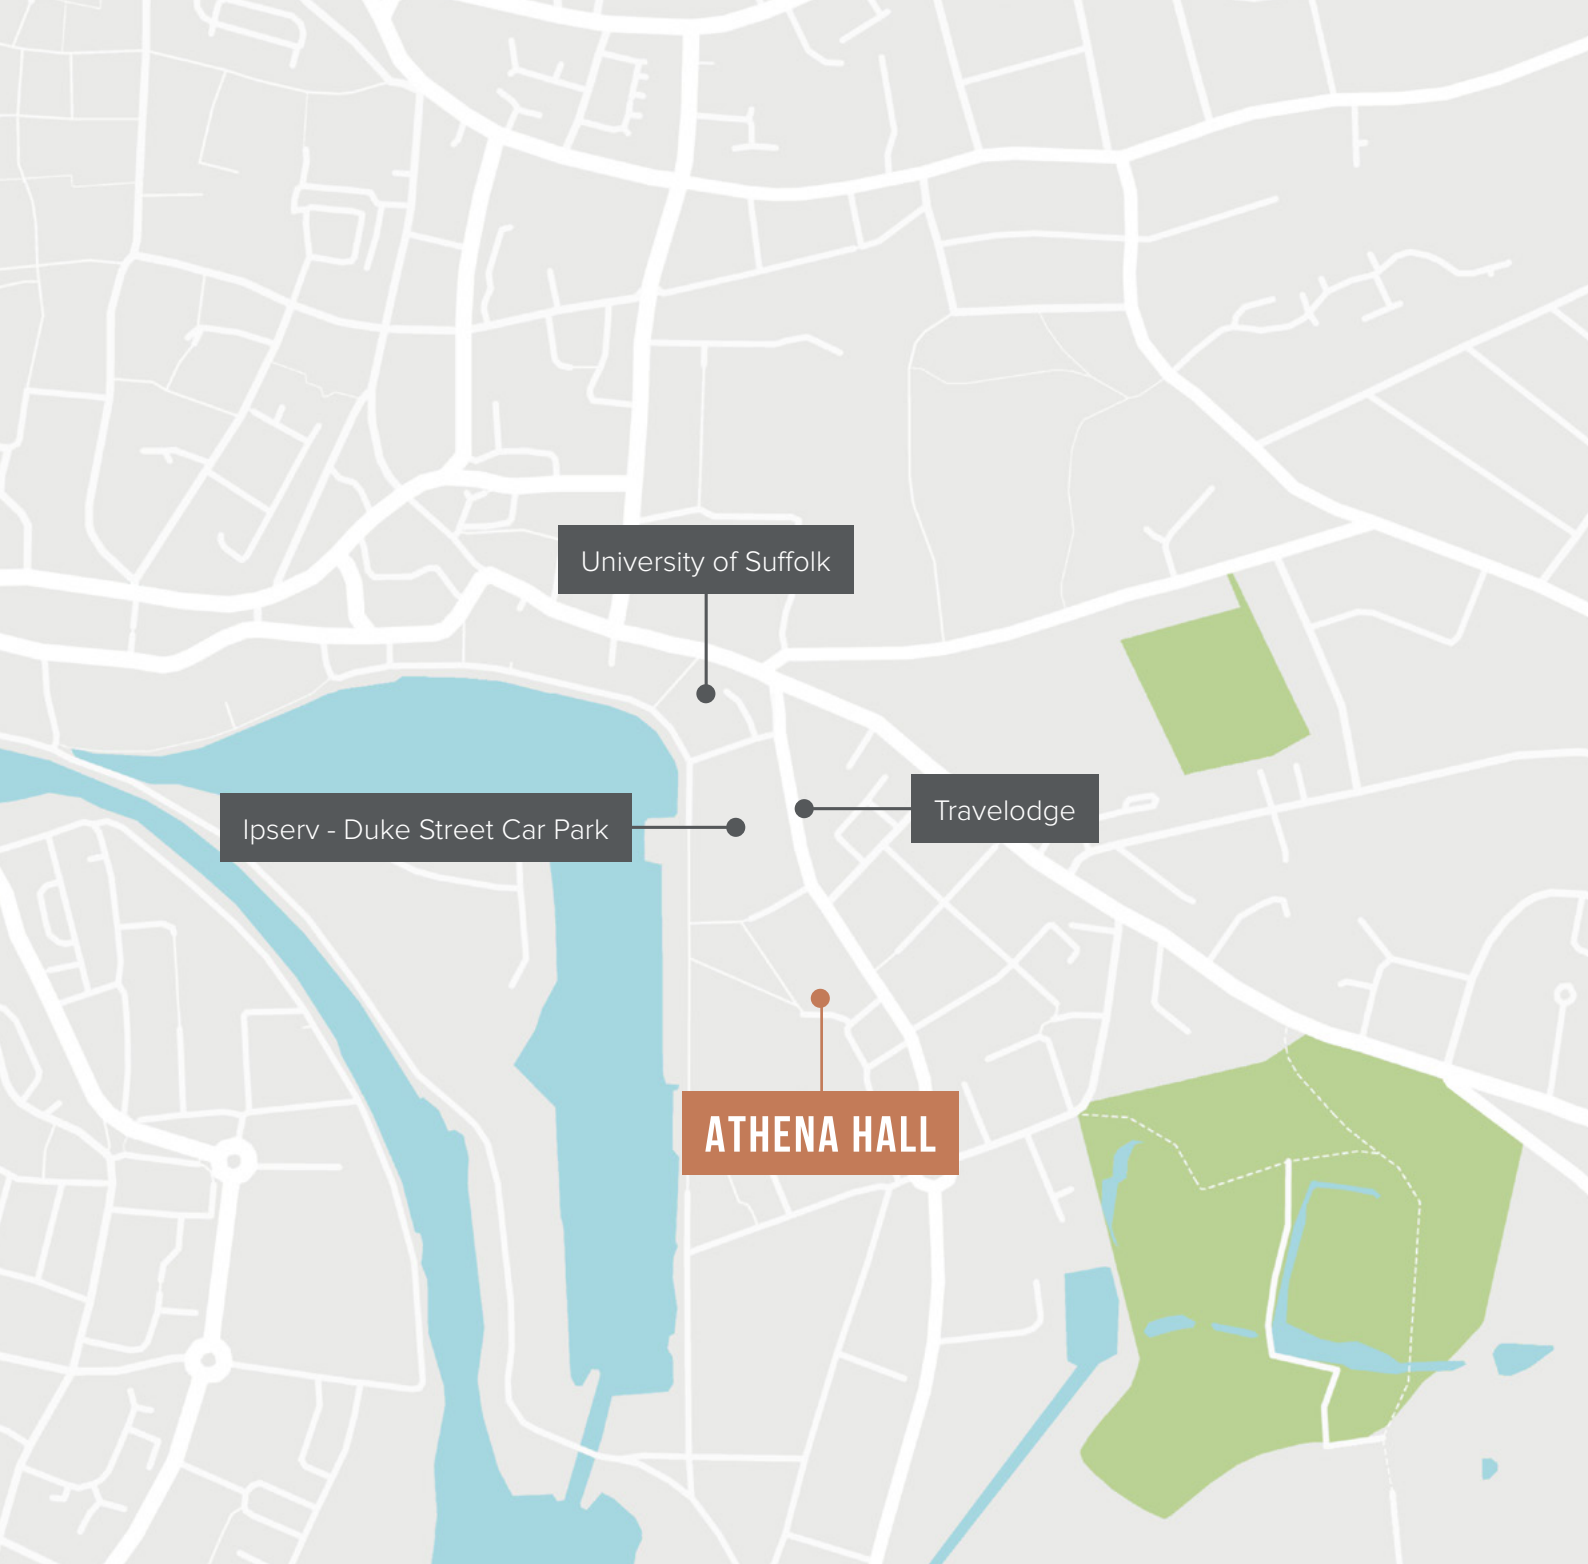 University of Suffolk
Travelodge
Ipserv - Duke Street Car Park
ATHENA HALL